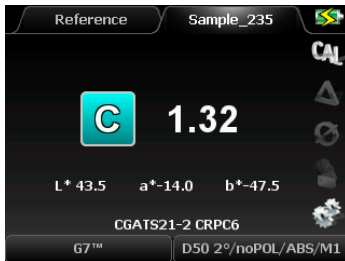 Reference Sample_235
CAL
C 1.32
L* 43.5 a*-14.0 b*-47.5
CGATS21-2 CRPC6
G7™ D50 2°/noPOL/ABS/M1